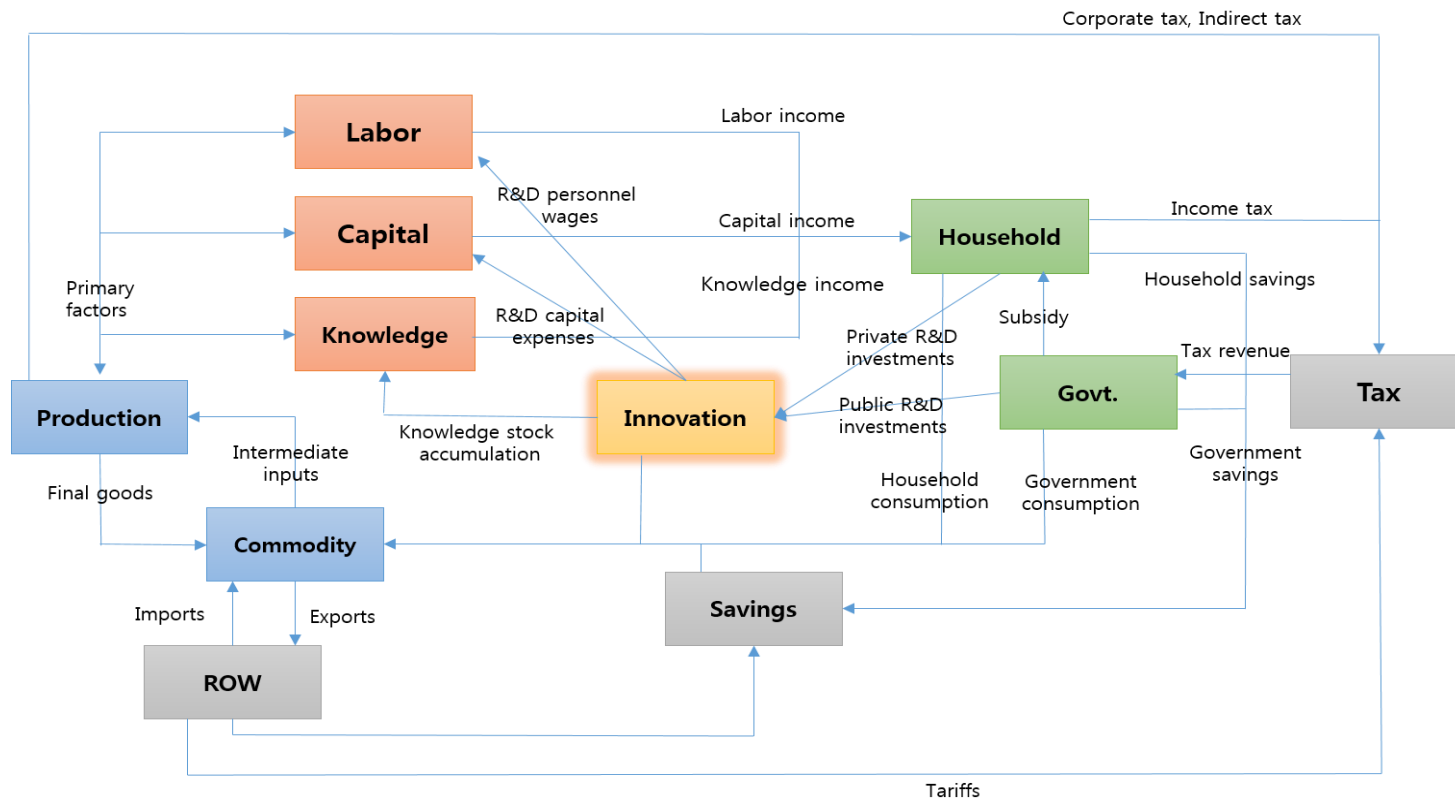 Corporate tax, Indirect tax
Labor
Labor income
R&D personnel
wages
Capital
Capital income
Household
Income tax
Primary
factors
Knowledge
R&D capital
expenses
Knowledge income
Household savings
Subsidy
Private R&D
investments
Tax revenue
Production
Innovation
Govt.
Tax
Public R&D
investments
Knowledge stock
accumulation
Intermediate
inputs
Final goods
Household
consumption
Government
consumption
Government
savings
Commodity
Savings
Imports
Exports
ROW
Tariffs